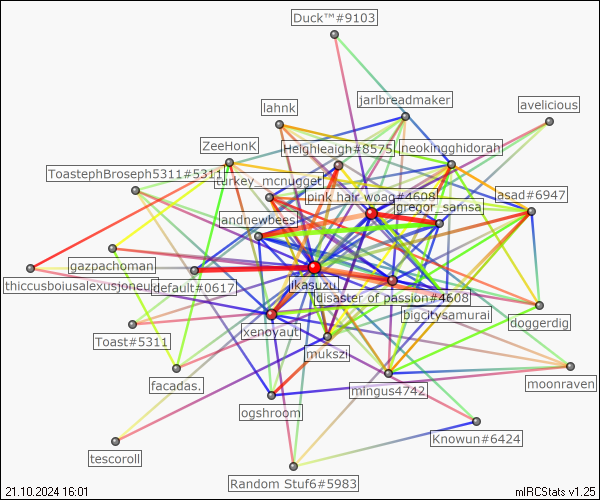 Duck™#9103
jarlbreadmaker
lahnk
avelicious
ZeeHonK
Heighleaigh#8575
neokingghidorah
ToastephBroseph5311#5311
turkey_mcnugget
pink hair woag#4608
asad#6947
gregor_samsa
andnewbees
gazpachoman
ikasuzu
thiccusboiusalexusjoneus
default#0617
disaster of passion#4608
bigcitysamurai
doggerdig
Toast#5311
xenoyaut
mukszi
facadas.
mingus4742
moonraven
ogshroom
Knowun#6424
tescoroll
Random Stuf6#5983
21.10.2024 16:01
mIRCStats v1.25